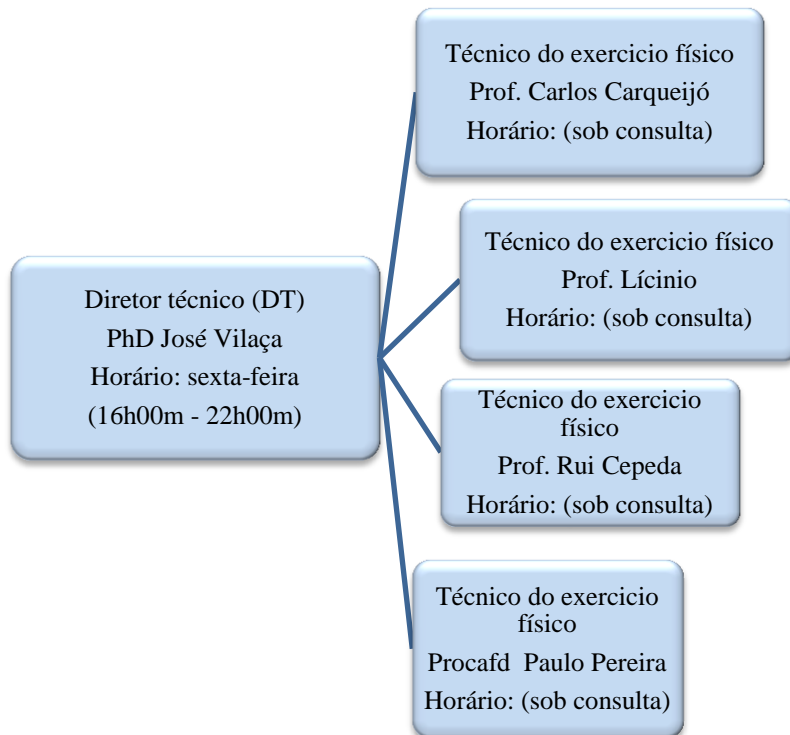 Técnico do exercicio físico
Prof. Carlos Carqueijó
Horário: (sob consulta)
Técnico do exercicio físico
Prof. Lícinio
Horário: (sob consulta)
Diretor técnico (DT)
PhD José Vilaça
Horário: sexta-feira
(16h00m - 22h00m)
Técnico do exercicio
físico
Prof. Rui Cepeda
Horário: (sob consulta)
Técnico do exercicio
físico
Procafd Paulo Pereira
Horário: (sob consulta)